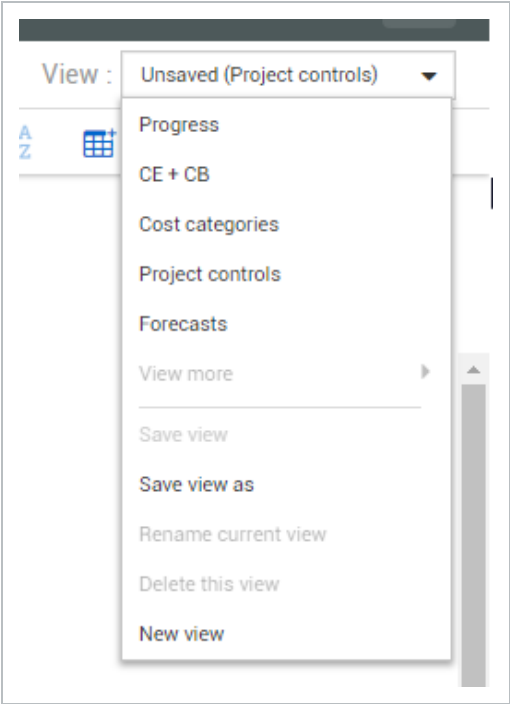 View : Unsaved (Project controls)
A
Z
Progress
CE + CB
Cost categories
Project controls
Forecasts
View more
Save view
Save view as
Rename current view
Delete this view
New view